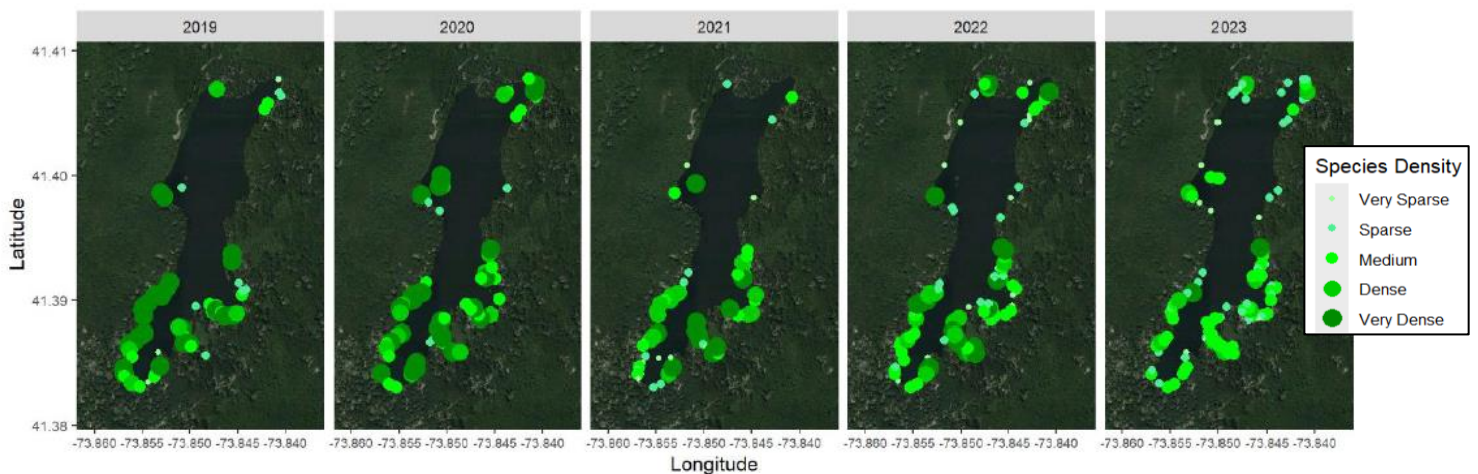 2019 2020 2021 2022 2023
41.41
41.40
41.39
41.38
Latitude
Species Density
Very Sparse
Sparse
Medium
Dense
Very Dense
-73.860 -73.855 -73.850 -73.845 -73.840 -73.860 -73.855 -73.850 -73.845 -73.840 -73.860 -73.855 -73.850 -73.845 -73.840 -73.860 -73.855 -73.850 -73.845 -73.840 -73.860 -73.855 -73.850 -73.845 -73.840
Longitude